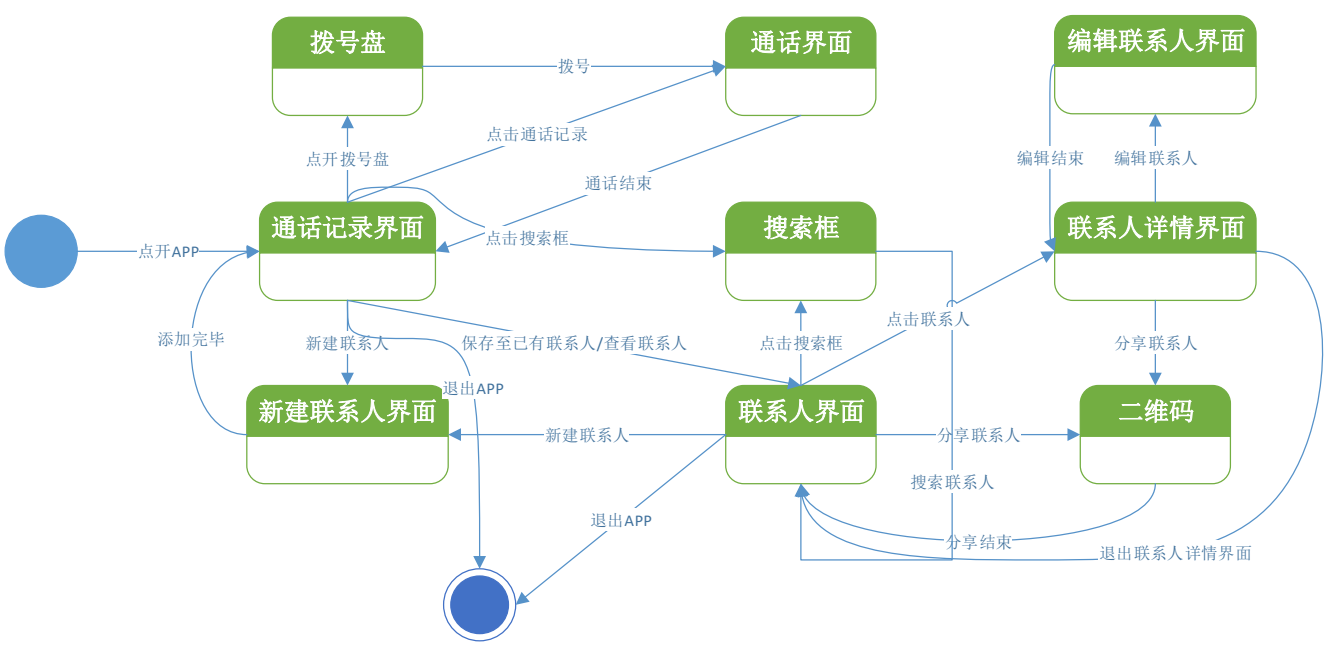 拨号盘
通话界面
编辑联系人界面
拨号
点击通话记录
点开拨号盘
编辑结束
编辑联系人
通话结束
通话记录界面
搜索框
联系人详情界面
点击搜索框
点开APP
点击联系人
添加完毕
新建联系人
保存至已有联系人/查看联系人
点击搜索框
分享联系人
退出APP
新建联系人界面
联系人界面
二维码
新建联系人
分享联系人
搜索联系人
退出APP
分享结束
退出联系人详情界面